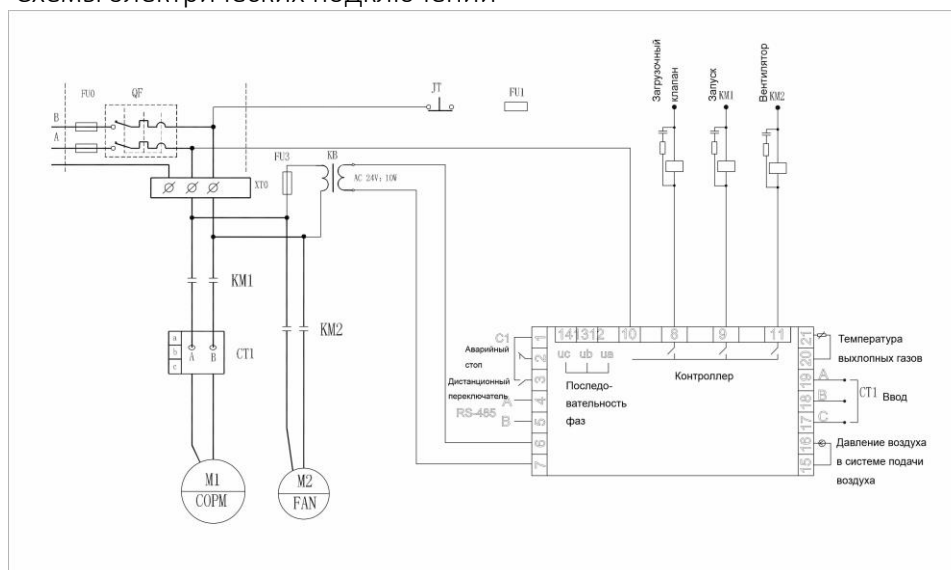 Схемы электрических подключений
Загрузочный
клапан
Запуск
KM1
Вентилятор
KM2
FU0
QF
JT
FU1
B
A
FU3
KB
AC 24V; 10W
XT0
KM1
KM2
a
b
c
A
B
CT1
M1
COPM
M2
FAN
C1
1
14
13
12
10
8
9
11
21
uc
ub
ua
Аварийный
стоп
2
Дистанционный
переключатель
3
Последо-
вательность
фаз
Контроллер
20
Температура
выхлопных газов
A
4
RS-485
B
5
19
A
18
B
17
C
CT1
Ввод
6
7
16
15
Давление воздуха
в системе подачи
воздуха